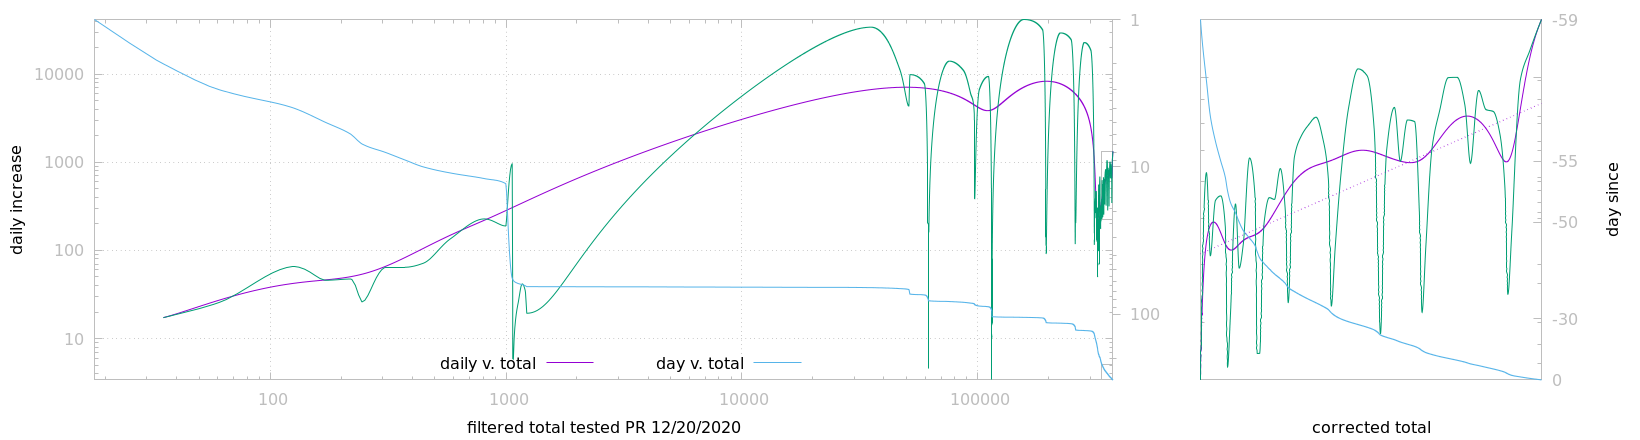 10000
1000
100
10
daily increase
daily v. total
day v. total
100
1000
10000
100000
filtered total tested PR 12/20/2020
1
10
100
-59
-55
-50
-30
0
day since
corrected total